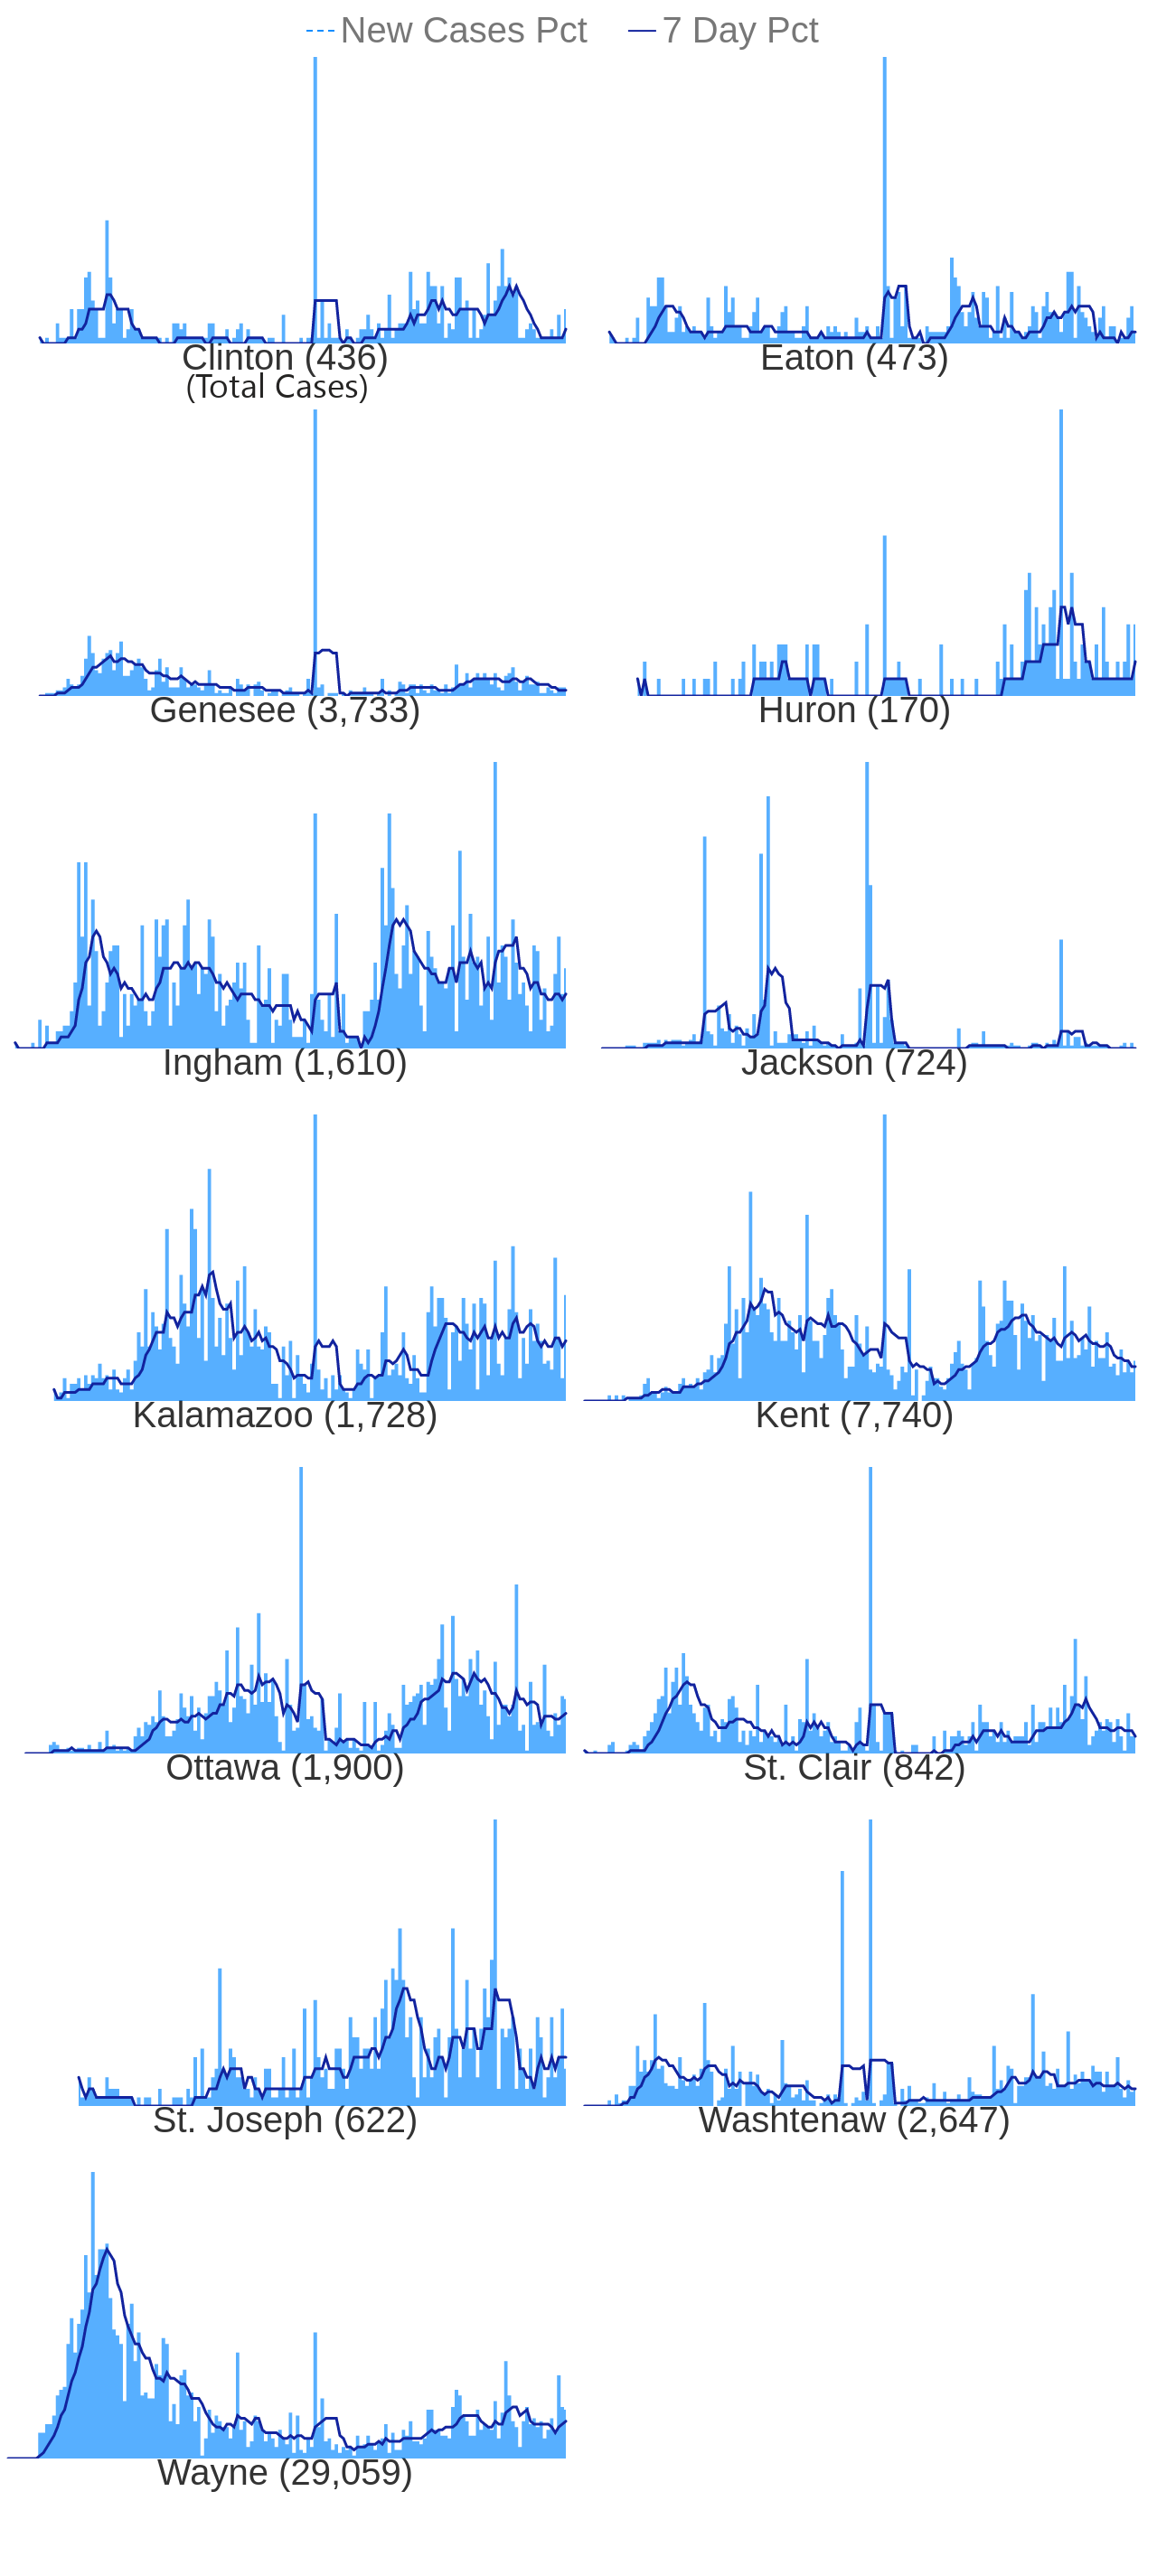 New Cases Pct 7 Day Pct
Clinton (436) Eaton (473)
(Total Cases)
Genesee (3,733) Huron (170)
Ingham (1,610) Jackson (724)
Kalamazoo (1,728) Kent (7,740)
Ottawa (1,900) St. Clair (842)
St. Joseph (622) Washtenaw (2,647)
Wayne (29,059)